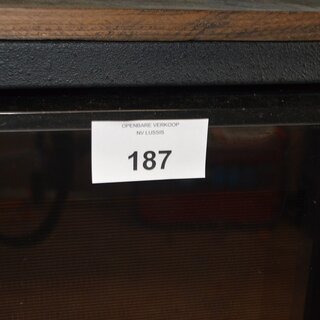 OPENBARE VERKOOP
NV LUSSIS
187